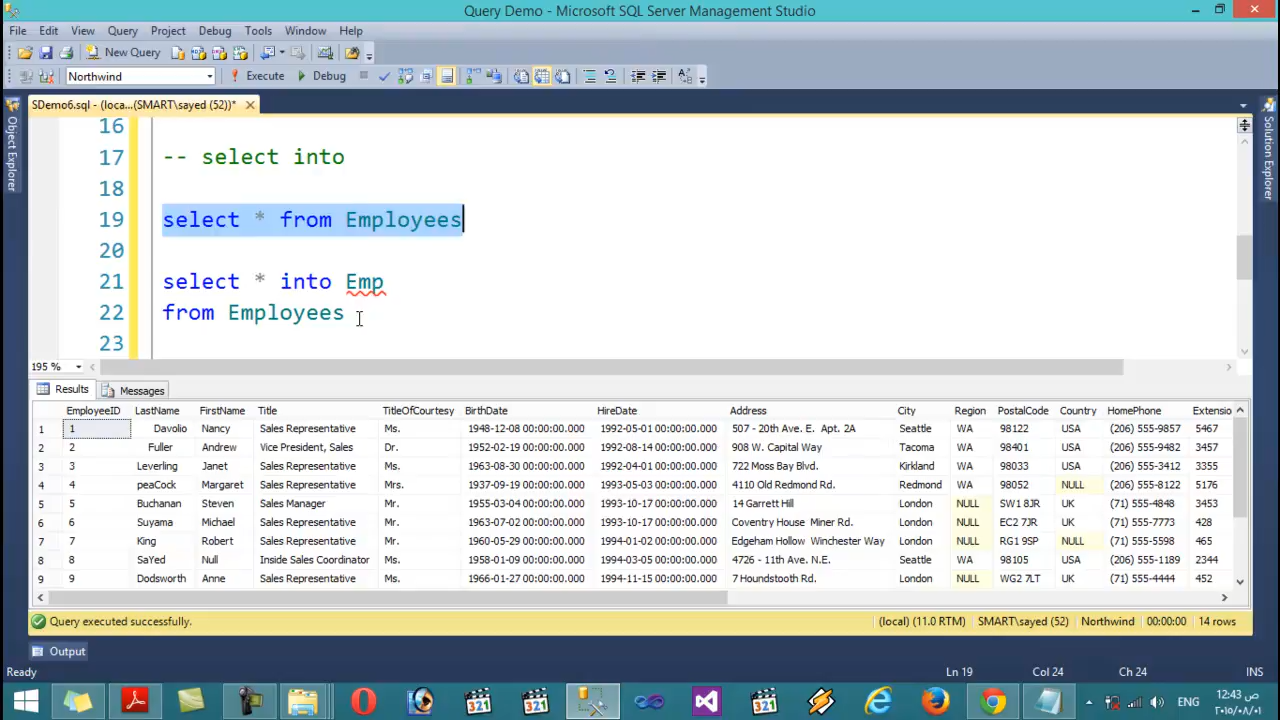 Query Demo - Microsoft SQL Server Management Studio
File Edit View Query Project Debug Tools Window Help
New Query
Northwind Execute Debug
SDemo6.sql - (loca...(SMART\sayed (52))*
Object Explorer
Solution Explorer
16
17 -- select into
18
19 select * from Employees
20
21 select * into Emp
22 from Employees
23
195 %
Results Messages
EmployeeID LastName FirstName Title TitleOfCourtesy BirthDate HireDate Address City Region PostalCode Country HomePhone Extensio
1 1 Davolio Nancy Sales Representative Ms. 1948-12-08 00:00:00.000 1992-05-01 00:00:00.000 507 - 20th Ave. E. Apt. 2A Seattle WA 98122 USA (206) 555-9857 5467
2 2 Fuller Andrew Vice President, Sales Dr. 1952-02-19 00:00:00.000 1992-08-14 00:00:00.000 908 W. Capital Way Tacoma WA 98401 USA (206) 555-9482 3457
3 3 Leverling Janet Sales Representative Ms. 1963-08-30 00:00:00.000 1992-04-01 00:00:00.000 722 Moss Bay Blvd. Kirkland WA 98033 USA (206) 555-3412 3355
4 4 peaCock Margaret Sales Representative Mrs. 1937-09-19 00:00:00.000 1993-05-03 00:00:00.000 4110 Old Redmond Rd. Redmond WA 98052 NULL (206) 555-8122 5176
5 5 Buchanan Steven Sales Manager Mr. 1955-03-04 00:00:00.000 1993-10-17 00:00:00.000 14 Garrett Hill London NULL SW1 8JR UK (71) 555-4848 3453
6 6 Suyama Michael Sales Representative Mr. 1963-07-02 00:00:00.000 1993-10-17 00:00:00.000 Coventry House Miner Rd. London NULL EC2 7JR UK (71) 555-7773 428
7 7 King Robert Sales Representative Mr. 1960-05-29 00:00:00.000 1994-01-02 00:00:00.000 Edgeham Hollow Winchester Way London NULL RG1 9SP NULL (71) 555-5598 465
8 8 SaYed Null Inside Sales Coordinator Ms. 1958-01-09 00:00:00.000 1994-03-05 00:00:00.000 4726 - 11th Ave. N.E. Seattle WA 98105 USA (206) 555-1189 2344
9 9 Dodsworth Anne Sales Representative Ms. 1966-01-27 00:00:00.000 1994-11-15 00:00:00.000 7 Houndstooth Rd. London NULL WG2 7LT UK (71) 555-4444 452
Query executed successfully. (local) (11.0 RTM) SMART\sayed (52) Northwind 00:00:00 14 rows
Output
Ready Ln 19 Col 24 Ch 24 INS
321 321 321 ENG 12:43 ص
٢٠١٥/٠٨/٠١